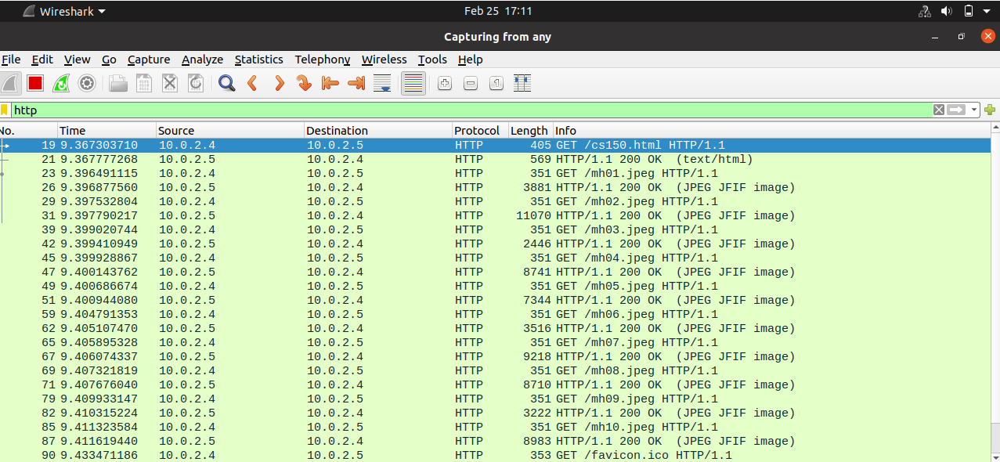 Wireshark Feb 25 17:11
Capturing from any
File Edit View Go Capture Analyze Statistics Telephony Wireless Tools Help
http
No. Time Source Destination Protocol Length Info
19 9.367303710 10.0.2.4 10.0.2.5 HTTP 405 GET /cs150.html HTTP/1.1
21 9.367777268 10.0.2.5 10.0.2.4 HTTP 569 HTTP/1.1 200 OK (text/html)
23 9.396491115 10.0.2.4 10.0.2.5 HTTP 351 GET /mh01.jpeg HTTP/1.1
26 9.396877560 10.0.2.5 10.0.2.4 HTTP 3881 HTTP/1.1 200 OK (JPEG JFIF image)
29 9.397532804 10.0.2.4 10.0.2.5 HTTP 351 GET /mh02.jpeg HTTP/1.1
31 9.397790217 10.0.2.5 10.0.2.4 HTTP 11070 HTTP/1.1 200 OK (JPEG JFIF image)
39 9.399020744 10.0.2.4 10.0.2.5 HTTP 351 GET /mh03.jpeg HTTP/1.1
42 9.399410949 10.0.2.5 10.0.2.4 HTTP 2446 HTTP/1.1 200 OK (JPEG JFIF image)
45 9.399928867 10.0.2.4 10.0.2.5 HTTP 351 GET /mh04.jpeg HTTP/1.1
47 9.400143762 10.0.2.5 10.0.2.4 HTTP 8741 HTTP/1.1 200 OK (JPEG JFIF image)
49 9.400686674 10.0.2.4 10.0.2.5 HTTP 351 GET /mh05.jpeg HTTP/1.1
51 9.400944080 10.0.2.5 10.0.2.4 HTTP 7344 HTTP/1.1 200 OK (JPEG JFIF image)
59 9.404791353 10.0.2.4 10.0.2.5 HTTP 351 GET /mh06.jpeg HTTP/1.1
62 9.405107470 10.0.2.5 10.0.2.4 HTTP 3516 HTTP/1.1 200 OK (JPEG JFIF image)
65 9.405895328 10.0.2.4 10.0.2.5 HTTP 351 GET /mh07.jpeg HTTP/1.1
67 9.406074337 10.0.2.5 10.0.2.4 HTTP 9218 HTTP/1.1 200 OK (JPEG JFIF image)
69 9.407321819 10.0.2.4 10.0.2.5 HTTP 351 GET /mh08.jpeg HTTP/1.1
71 9.407676040 10.0.2.5 10.0.2.4 HTTP 8710 HTTP/1.1 200 OK (JPEG JFIF image)
79 9.409933147 10.0.2.4 10.0.2.5 HTTP 351 GET /mh09.jpeg HTTP/1.1
82 9.410315224 10.0.2.5 10.0.2.4 HTTP 3222 HTTP/1.1 200 OK (JPEG JFIF image)
85 9.411323584 10.0.2.4 10.0.2.5 HTTP 351 GET /mh10.jpeg HTTP/1.1
87 9.411619440 10.0.2.5 10.0.2.4 HTTP 8983 HTTP/1.1 200 OK (JPEG JFIF image)
90 9.433471186 10.0.2.4 10.0.2.5 HTTP 353 GET /favicon.ico HTTP/1.1